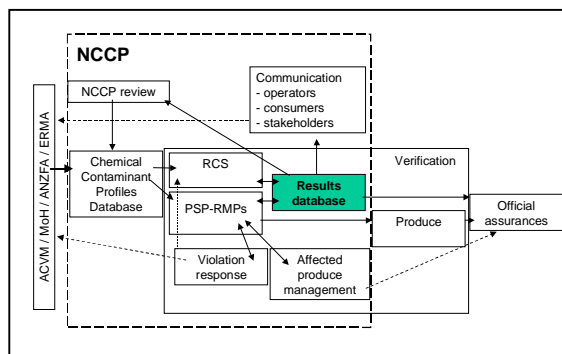 NCCP
Communication
- operators
- consumers
- stakeholders
NCCP review
ACVM / MoH / ANZFA / ERMA
Chemical
Contaminant
Profiles
Database
RCS
Verification
Results
database
PSP-RMPs
Produce
Official
assurances
Violation
response
Affected
produce
management